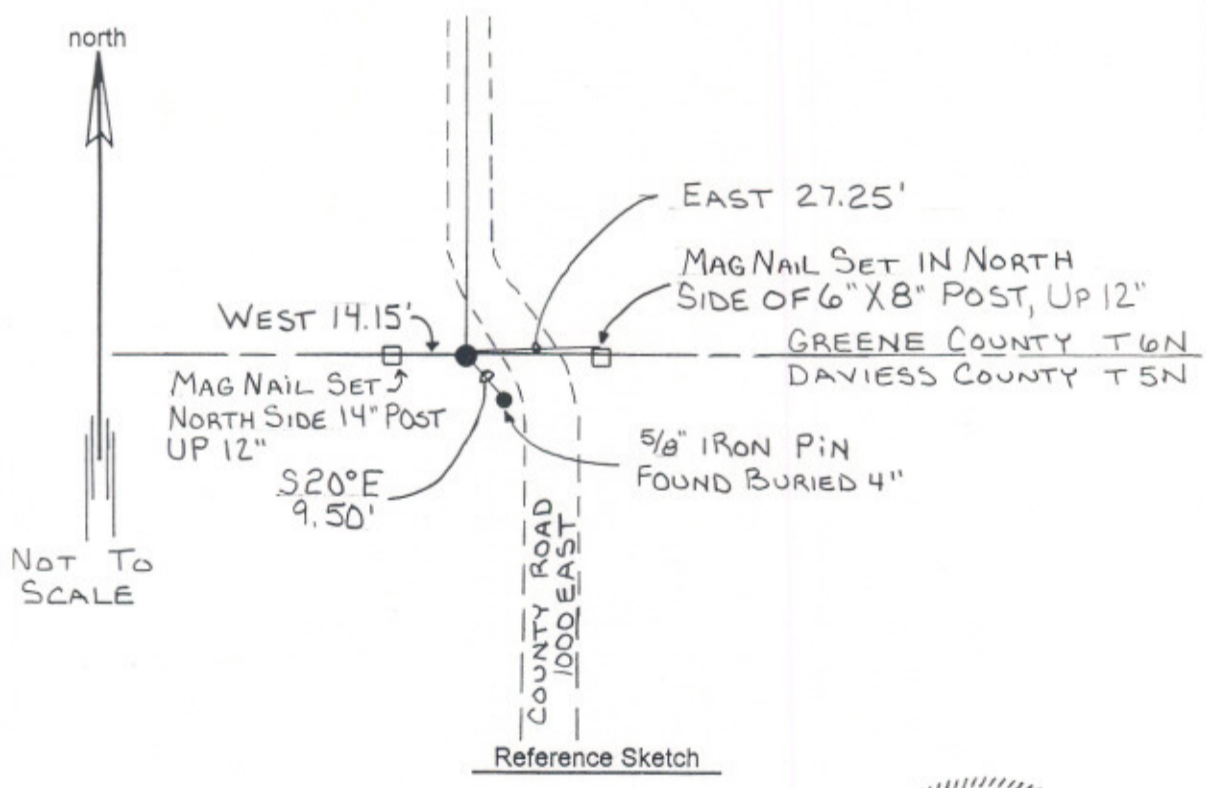 north
EAST 27.25'
MAG NAIL SET IN NORTH
SIDE OF 6" X 8" POST, UP 12"
WEST 14.15'
GREENE COUNTY T 6N
DAVIESS COUNTY T 5N
MAG NAIL SET
NORTH SIDE 14" POST
UP 12"
5/8" IRON PIN
FOUND BURIED 4"
S20°E
9.50'
NOT TO
SCALE
COUNTY ROAD
1000 EAST
Reference Sketch